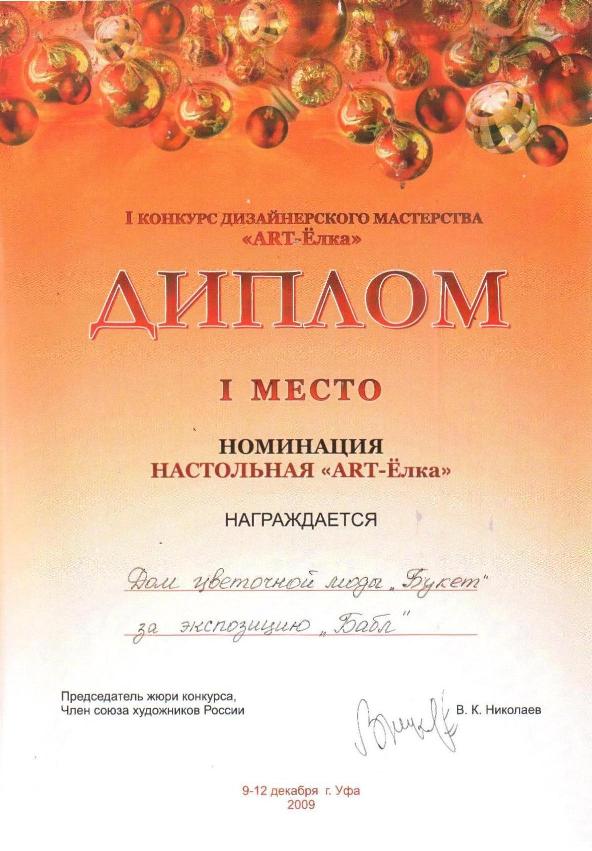 I КОНКУРС ДИЗАЙНЕРСКОГО МАСТЕРСТВА
«ART-Ёлка»
ДИПЛОМ
I МЕСТО
НОМИНАЦИЯ
НАСТОЛЬНАЯ «ART-Ёлка»
НАГРАЖДАЕТСЯ
Дом цветочной моды „Букет"
за экспозицию „Бабл"
Председатель жюри конкурса,
Член союза художников России
В. К. Николаев
9-12 декабря г. Уфа
2009